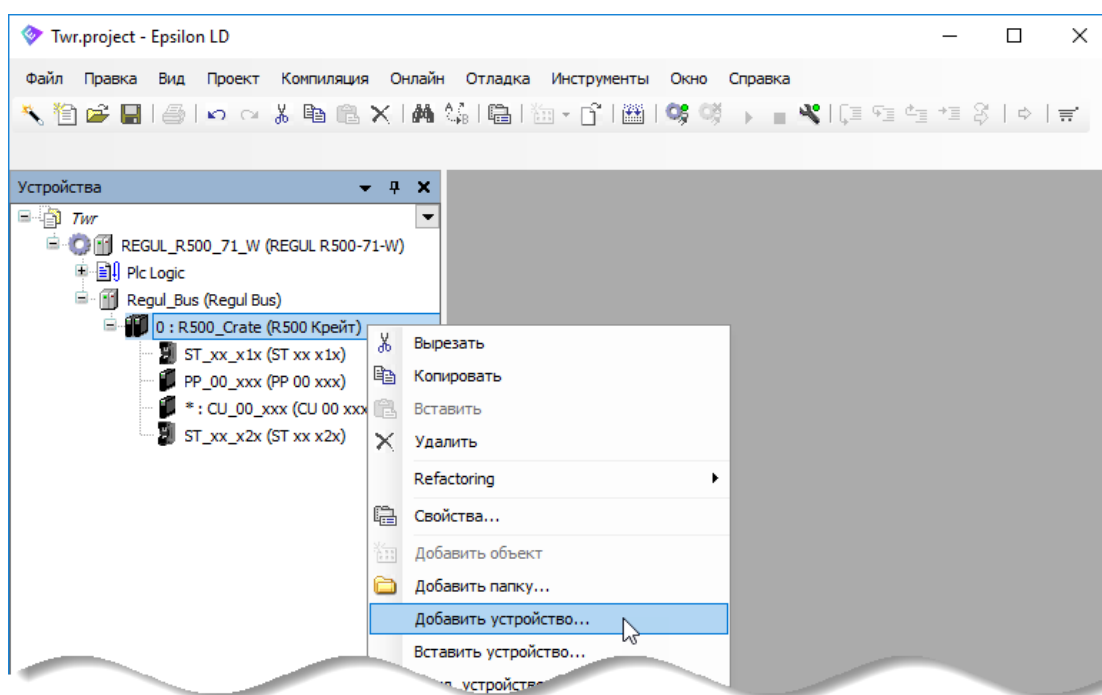 Twr.project - Epsilon LD
Файл Правка Вид Проект Компиляция Онлайн Отладка Инструменты Окно Справка
Устройства
Twr
REGUL_R500_71_W (REGUL R500-71-W)
Plc Logic
Regul_Bus (Regul Bus)
0 : R500_Crate (R500 Крейт)
ST_xx_x1x (ST xx x1x)
PP_00_xxx (PP 00 xxx)
* : CU_00_xxx (CU 00 xxx
ST_xx_x2x (ST xx x2x)
Вырезать
Копировать
Вставить
Удалить
Refactoring
Свойства...
Добавить объект
Добавить папку...
Добавить устройство...
Вставить устройство...
устройство